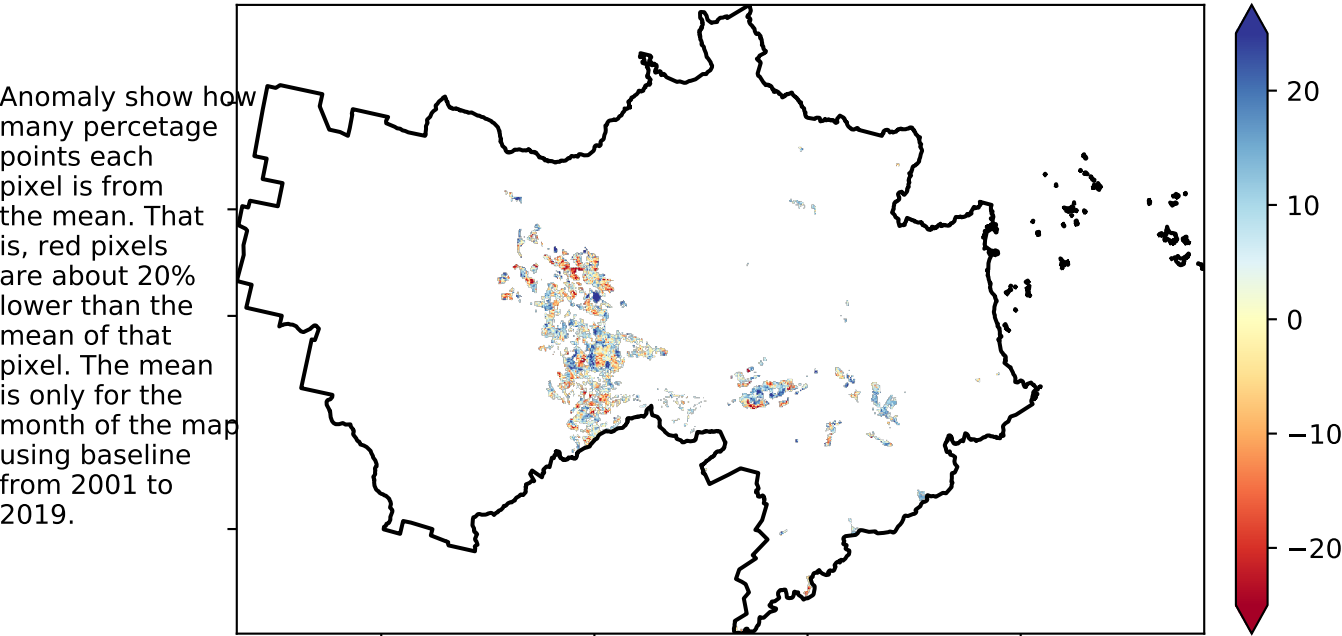 Anomaly show how
many percetage
points each
pixel is from
the mean. That
is, red pixels
are about 20%
lower than the
mean of that
pixel. The mean
is only for the
month of the map
using baseline
from 2001 to
2019.
20
10
0
−10
−20